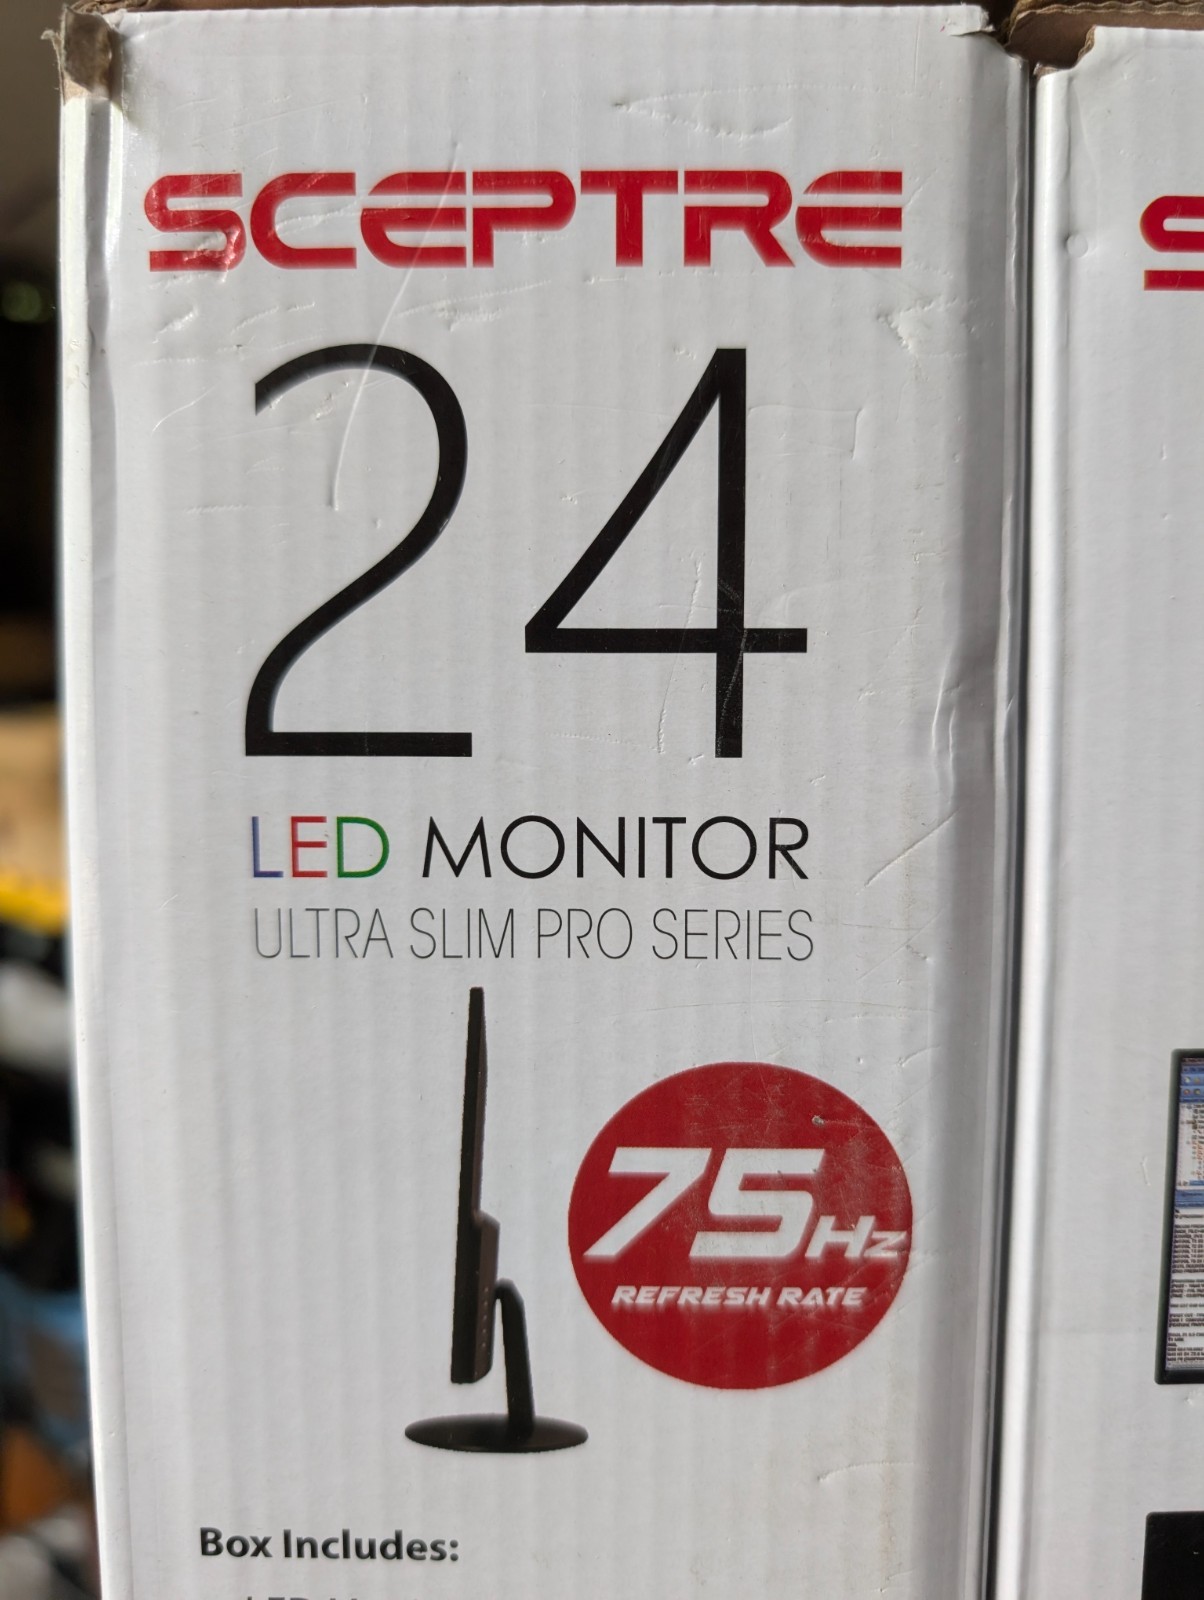 SCEPTRE
24
LED MONITOR
ULTRA SLIM PRO SERIES
75Hz
REFRESH RATE
Box Includes: